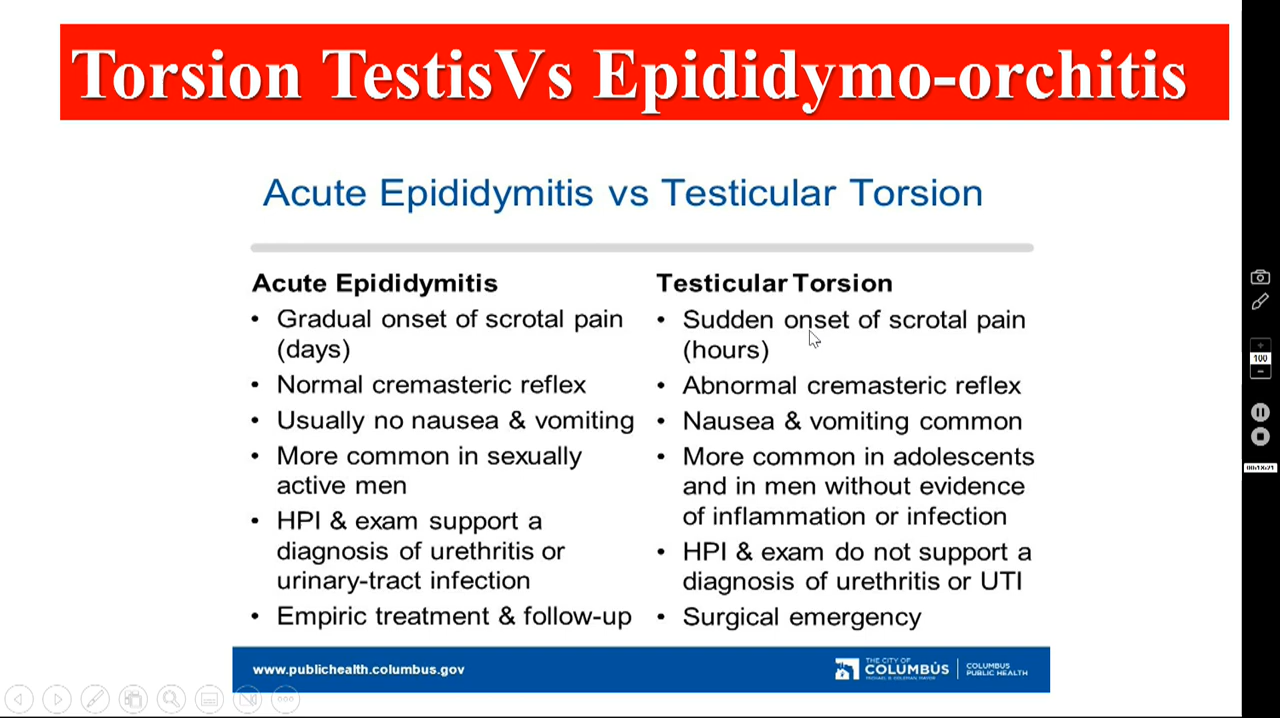 Torsion TestisVs Epididymo-orchitis
Acute Epididymitis vs Testicular Torsion
Acute Epididymitis
• Gradual onset of scrotal pain
(days)
• Normal cremasteric reflex
• Usually no nausea & vomiting
• More common in sexually
active men
• HPI & exam support a
diagnosis of urethritis or
urinary-tract infection
• Empiric treatment & follow-up
Testicular Torsion
• Sudden onset of scrotal pain
(hours)
• Abnormal cremasteric reflex
• Nausea & vomiting common
• More common in adolescents
and in men without evidence
of inflammation or infection
• HPI & exam do not support a
diagnosis of urethritis or UTI
• Surgical emergency
www.publichealth.columbus.gov
THE CITY OF
COLUMBUS
MICHAEL B. COLEMAN, MAYOR
COLUMBUS
PUBLIC HEALTH
100